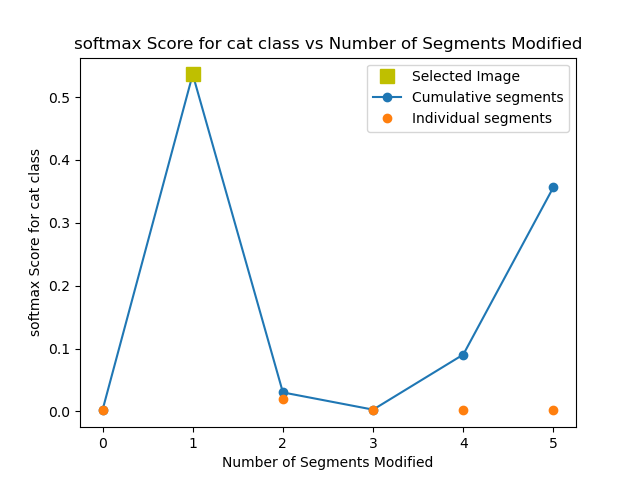 softmax Score for cat class vs Number of Segments Modified
Selected Image
Cumulative segments
Individual segments
softmax Score for cat class
0.5
0.4
0.3
0.2
0.1
0.0
0 1 2 3 4 5
Number of Segments Modified